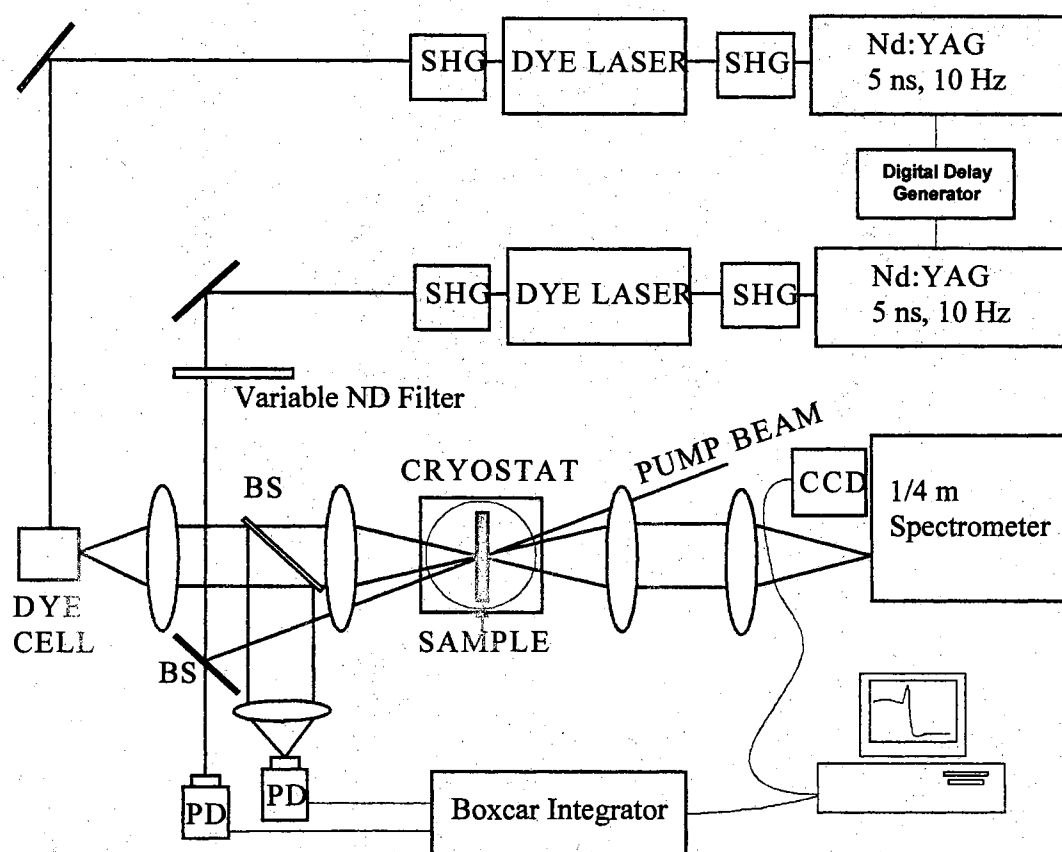 SHG
DYE LASER
SHG
Nd:YAG
5 ns, 10 Hz
Digital Delay
Generator
SHG
DYE LASER
SHG
Nd:YAG
5 ns, 10 Hz
Variable ND Filter
PUMP BEAM
CRYOSTAT
BS
CCD
1/4 m
Spectrometer
DYE
CELL
SAMPLE
BS
PD
PD
Boxcar Integrator